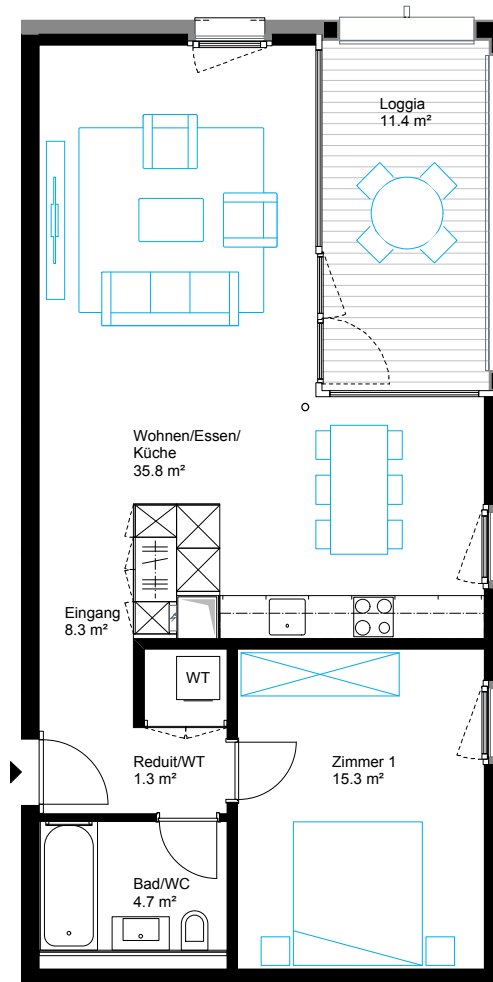 Loggia
11.4 m²
Wohnen/Essen/
Küche
35.8 m²
Eingang
8.3 m²
WT
Reduit/WT
1.3 m²
Zimmer 1
15.3 m²
Bad/WC
4.7 m²